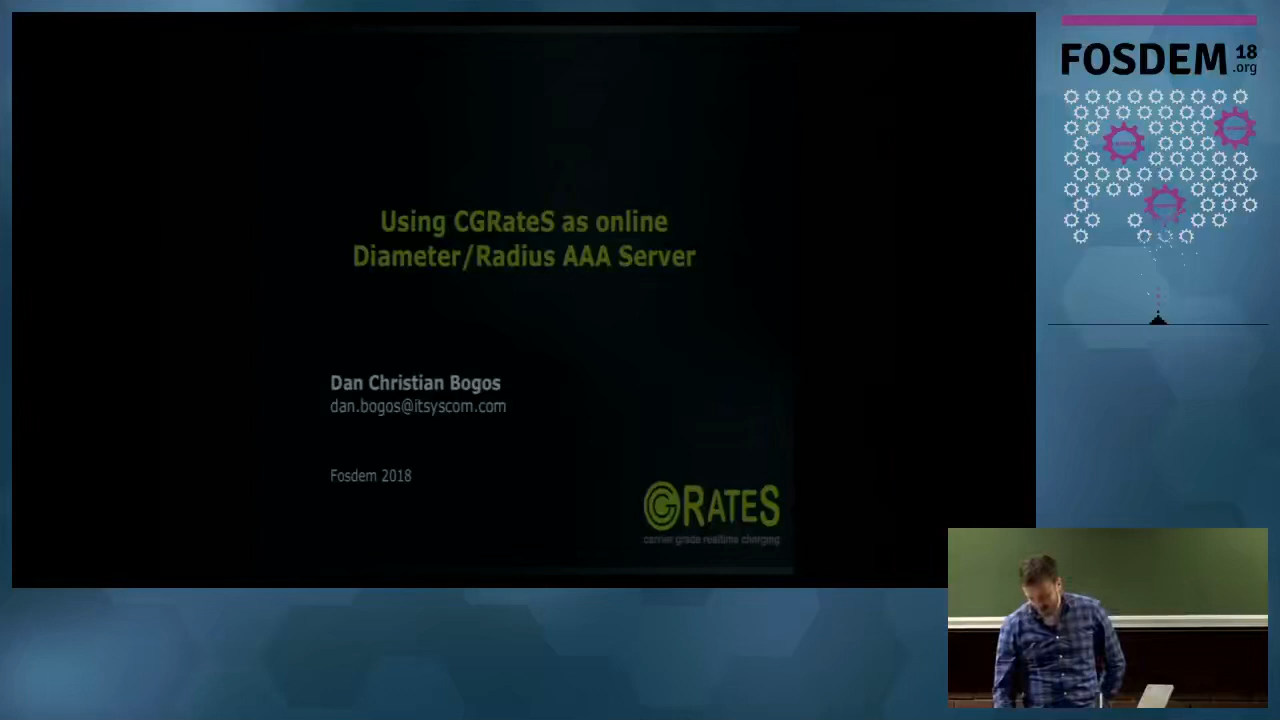 Using CGRateS as online
Diameter/Radius AAA Server
Dan Christian Bogos
dan.bogos@itsyscom.com
Fosdem 2018
CGRATES
carrier grade realtime charging
FOSDEM 18
.org